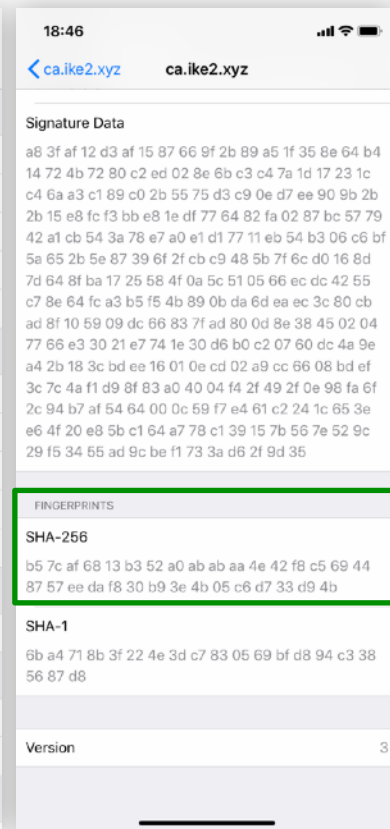 18:46
ca.ike2.xyz ca.ike2.xyz
Signature Data
a8 3f af 12 d3 af 15 87 66 9f 2b 89 a5 1f 35 8e 64 b4
14 72 4b 72 80 c2 ed 02 8e 6b c3 c4 7a 1d 17 23 1c
c4 6a a3 c1 89 c0 2b 55 75 d3 c9 0e d7 ee 90 9b 2b
2b 15 e8 fc f3 bb e8 1e df 77 64 82 fa 02 87 bc 57 79
42 a1 cb 54 3a 78 e7 a0 e1 d1 77 11 eb 54 b3 06 c6 bf
5a 65 2b 5e 87 39 6f 2f cb c9 48 5b 7f 6c d0 16 8d
7d 64 8f ba 17 25 58 4f 0a 5c 51 05 66 ec dc 42 55
c7 8e 64 fc a3 b5 f5 4b 89 0b da 6d ea ec 3c 80 cb
ad 8f 10 59 09 dc 66 83 7f ad 80 0d 8e 38 45 02 04
77 66 e3 30 21 e7 74 1e 30 d6 b0 c2 07 60 dc 4a 9e
a4 2b 18 3c bd ee 16 01 0e cd 02 a9 cc 66 08 bd ef
3c 7c 4a f1 d9 8f 83 a0 40 04 f4 2f 49 2f 0e 98 fa 6f
2c 94 b7 af 54 64 00 0c 59 f7 e4 61 c2 24 1c 65 3e
e6 4f 20 e8 5b c1 64 a7 78 c1 39 15 7b 56 7e 52 9c
29 f5 34 55 ad 9c be f1 73 3a d6 2f 9d 35
FINGERPRINTS
SHA-256
b5 7c af 68 13 b3 52 a0 ab ab aa 4e 42 f8 c5 69 44
87 57 ee da f8 30 b9 3e 4b 05 c6 d7 33 d9 4b
SHA-1
6b a4 71 8b 3f 22 4e 3d c7 83 05 69 bf d8 94 c3 38
56 87 d8
Version 3